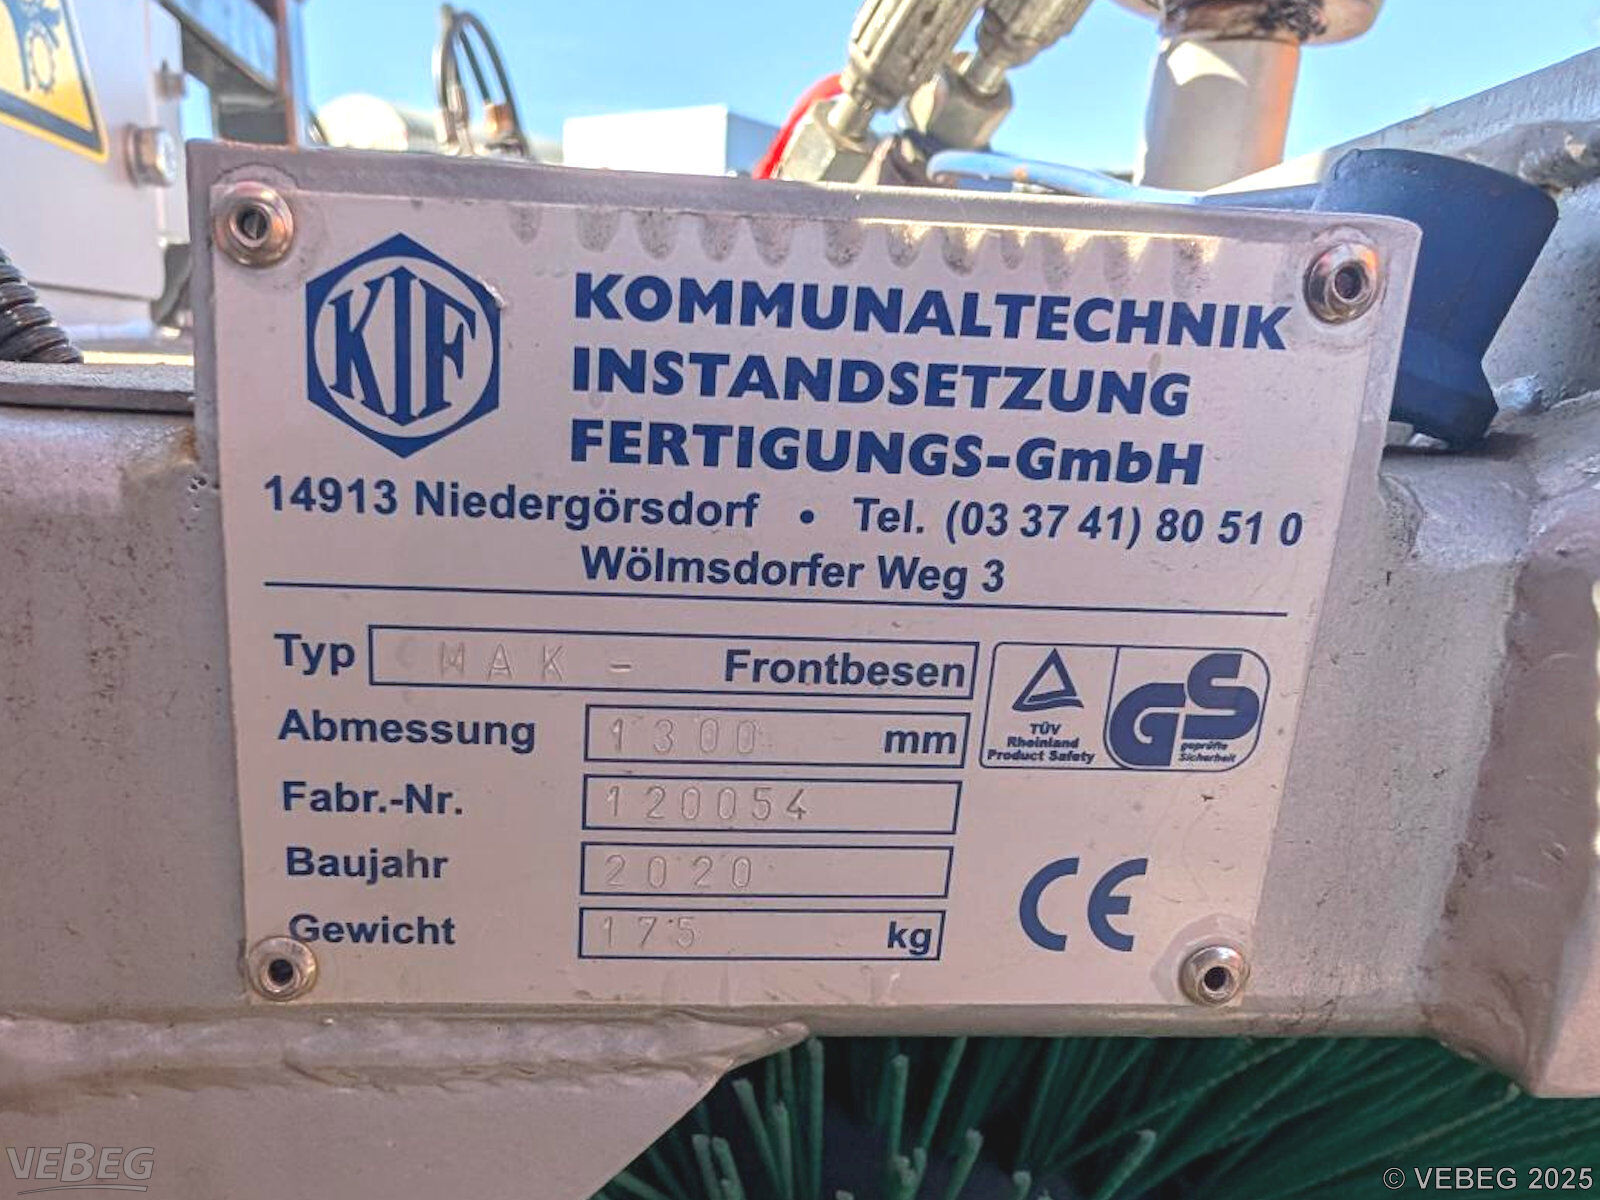 KIF
KOMMUNALTECHNIK
INSTANDSETZUNG
FERTIGUNGS-GmbH
14913 Niedergörsdorf • Tel. (03 37 41) 80 51 0
Wölmsdorfer Weg 3
Typ MAK - Frontbesen
Abmessung 1300 mm
Fabr.-Nr. 120054
Baujahr 2020
Gewicht 175 kg
TÜV
Rheinland
Product Safety
GS
geprüfte
Sicherheit
CE
VEBEG
© VEBEG 2025